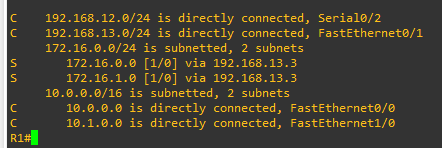 C    192.168.12.0/24 is directly connected, Serial0/2
C    192.168.13.0/24 is directly connected, FastEthernet0/1
     172.16.0.0/24 is subnetted, 2 subnets
S       172.16.0.0 [1/0] via 192.168.13.3
S       172.16.1.0 [1/0] via 192.168.13.3
     10.0.0.0/16 is subnetted, 2 subnets
C       10.0.0.0 is directly connected, FastEthernet0/0
C       10.1.0.0 is directly connected, FastEthernet1/0
R1#